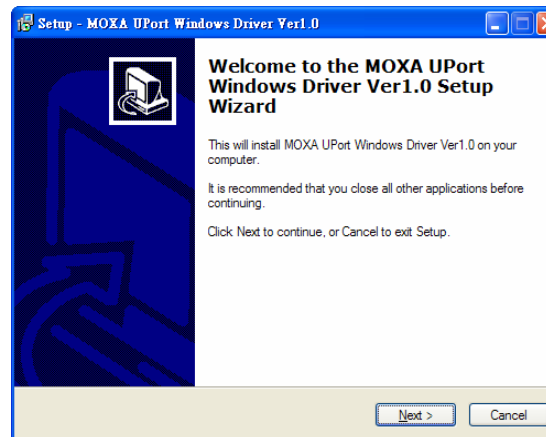 Setup - MOXA UPort Windows Driver Ver1.0
Welcome to the MOXA UPort
Windows Driver Ver1.0 Setup
Wizard
This will install MOXA UPort Windows Driver Ver1.0 on your
computer.
It is recommended that you close all other applications before
continuing.
Click Next to continue, or Cancel to exit Setup.
Next >
Cancel